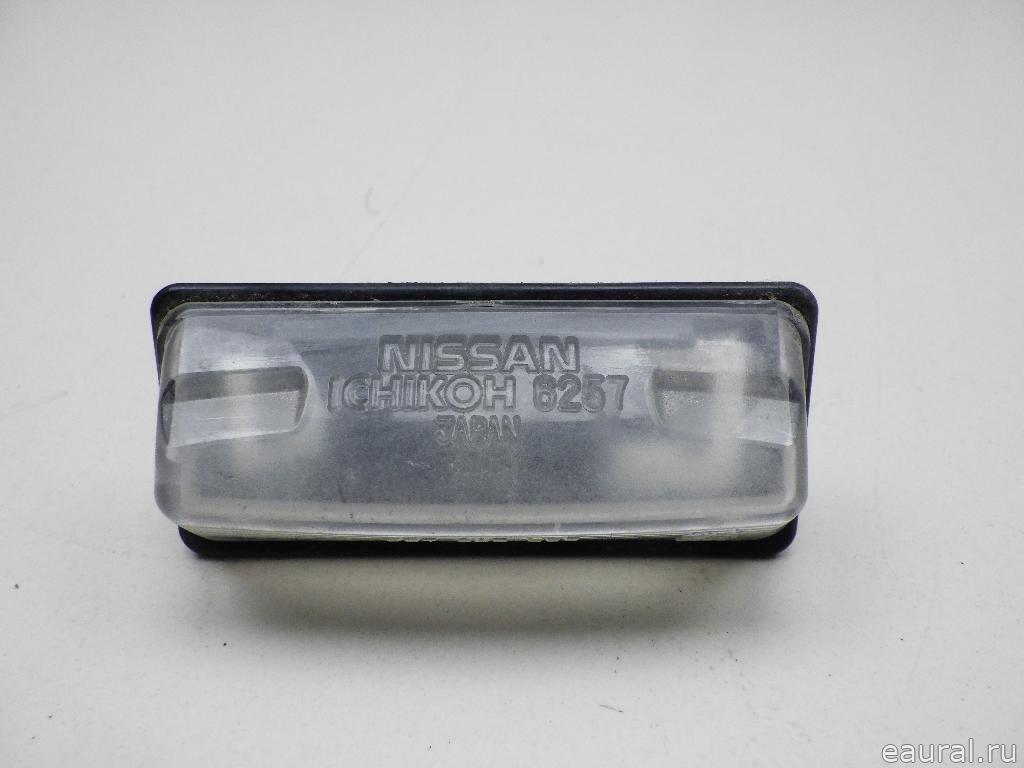 NISSAN
ICHIKOH 6257
JAPAN
eaural.ru